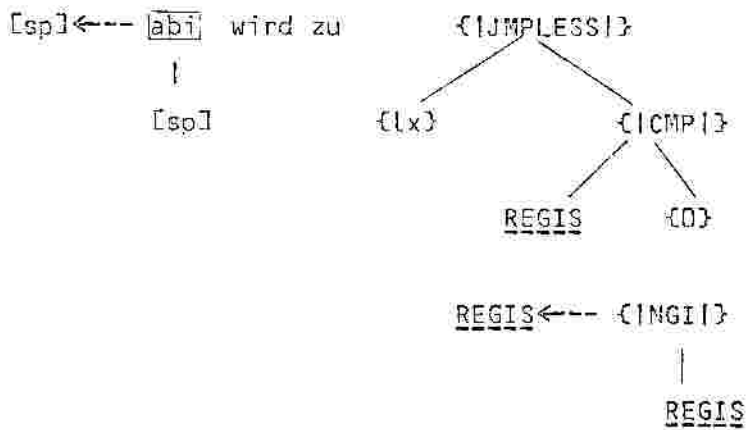 [sp]<--- abi wird zu {|JMPLESS|}
[sp] {lx} {|CMP|}
REGIS {0}
REGIS<--- {|NGI|}
REGIS